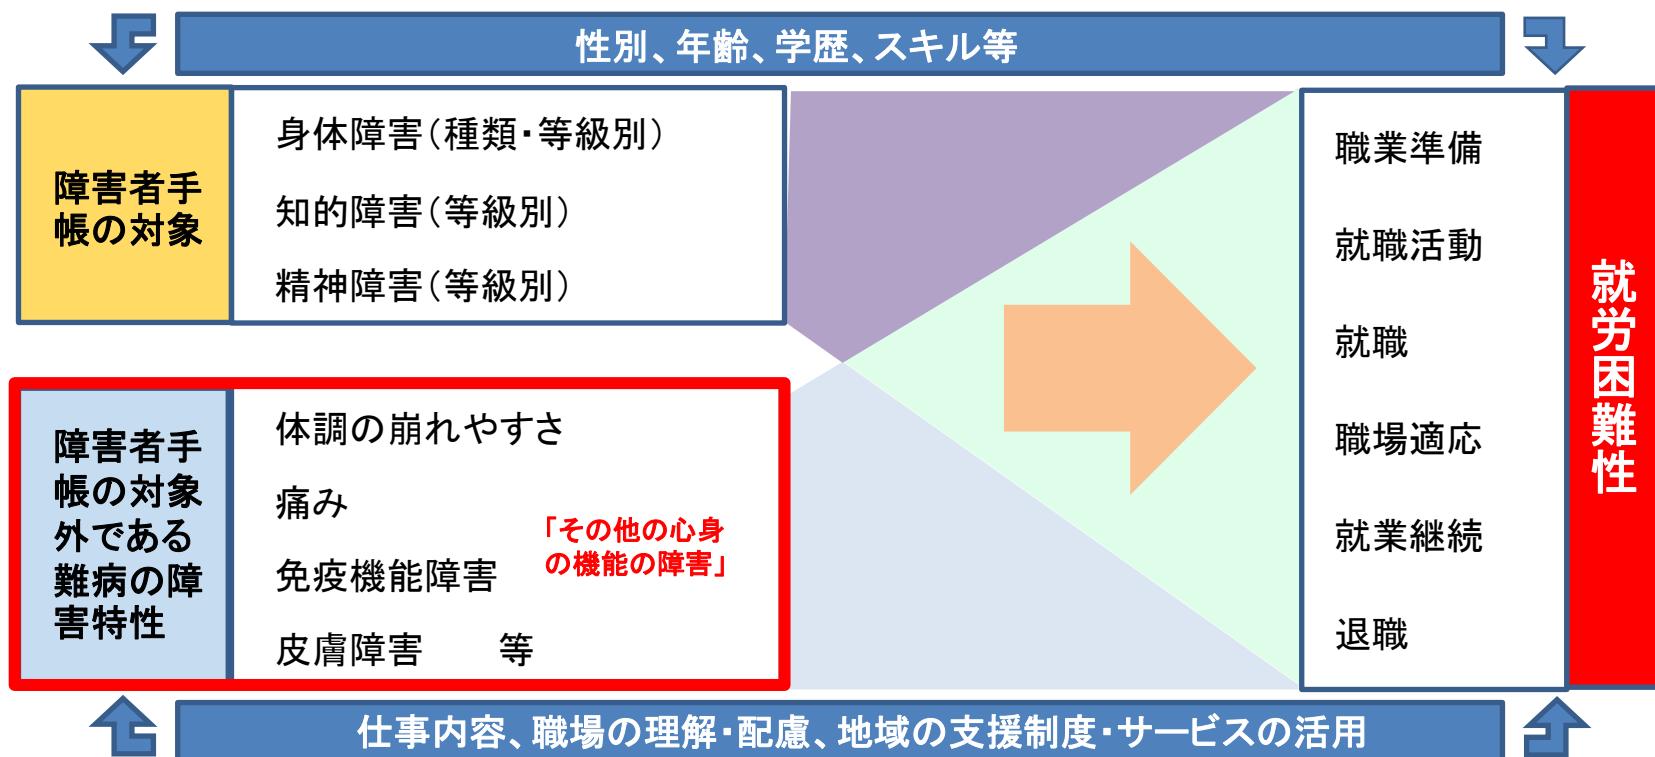 性別、年齢、学歴、スキル等
障害者手
帳の対象
身体障害（種類・等級別）
知的障害（等級別）
精神障害（等級別）
障害者手
帳の対象
外である
難病の障
害特性
体調の崩れやすさ
痛み
免疫機能障害
皮膚障害　　等
「その他の心身
の機能の障害」
職業準備
就職活動
就職
職場適応
就業継続
退職
就労困難性
仕事内容、職場の理解・配慮、地域の支援制度・サービスの活用